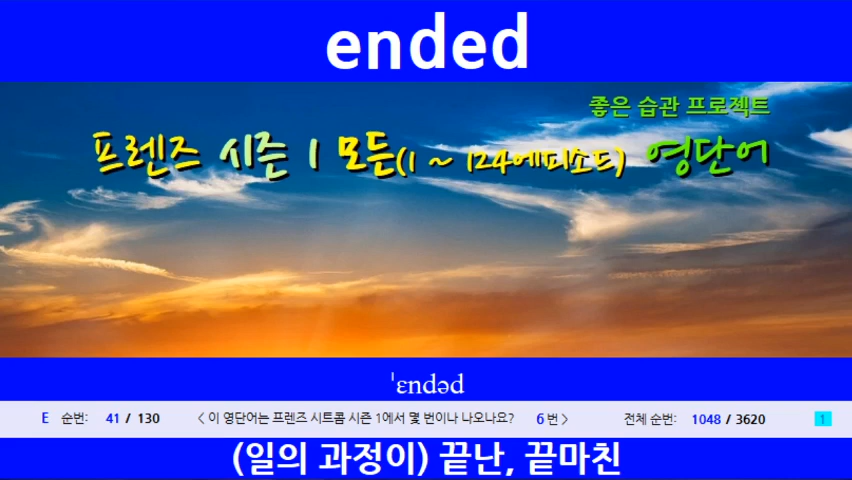 ended
좋은 습관 프로젝트
프렌즈 시즌 1 모든(1 ~ 124에피소드) 영단어
ˈɛndəd
E 순번: 41 / 130 < 이 영단어는 프렌즈 시트콤 시즌 1에서 몇 번이나 나오나요? 6 번 > 전체 순번: 1048 / 3620 1
(일의 과정이) 끝난, 끝마친